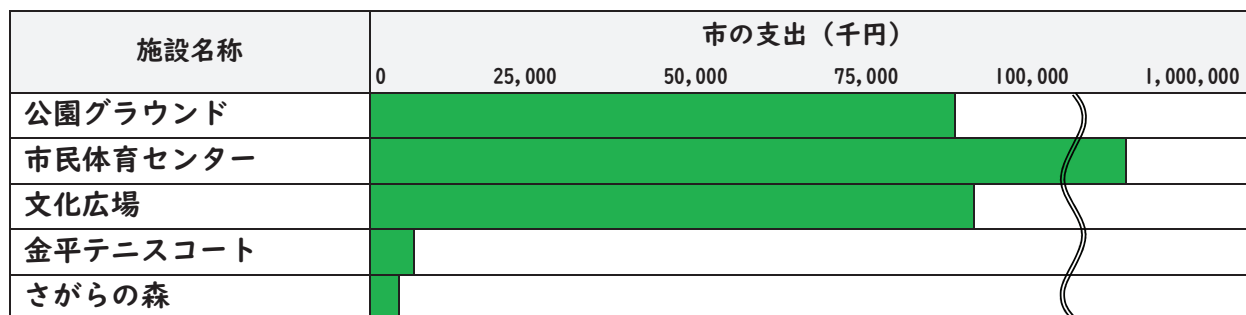 施設名称
市の支出（千円）
0 25,000 50,000 75,000 100,000 1,000,000
公園グラウンド
市民体育センター
文化広場
金平テニスコート
さがらの森